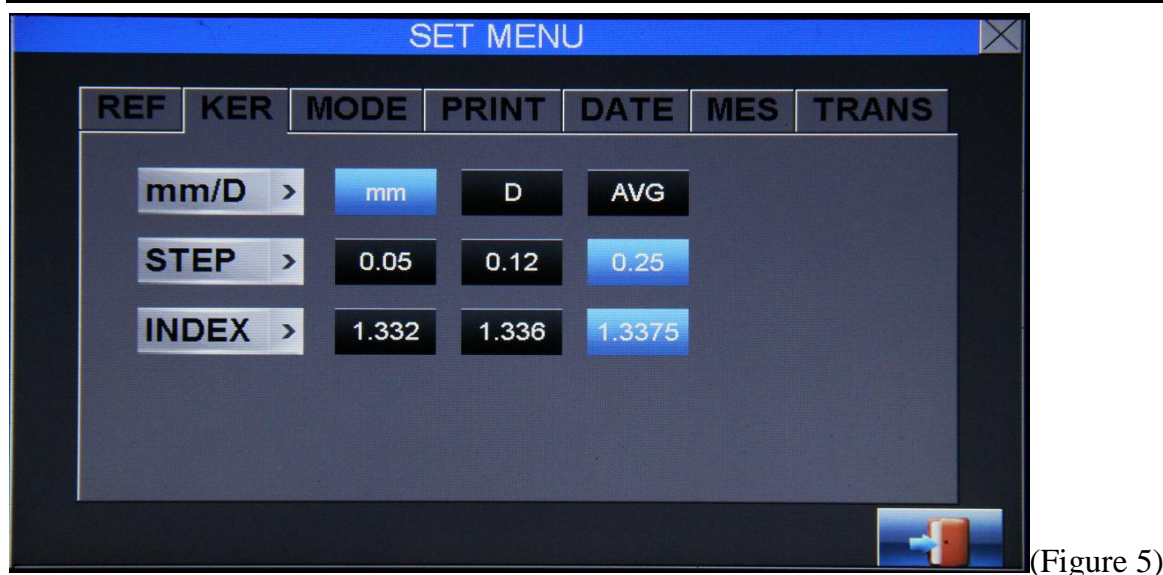 SET MENU
REF KER MODE PRINT DATE MES TRANS
mm/D > mm D AVG
STEP > 0.05 0.12 0.25
INDEX > 1.332 1.336 1.3375
(Figure 5)